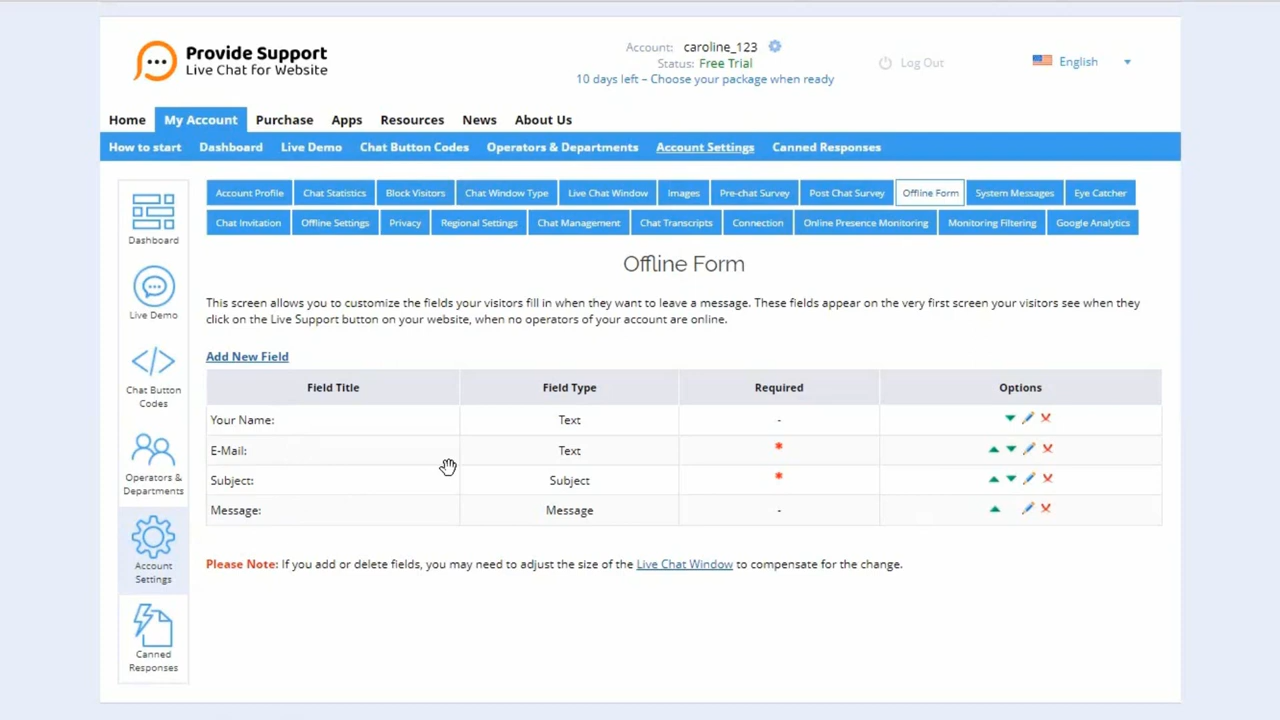 Provide Support
Live Chat for Website
Account: caroline_123
Status: Free Trial
10 days left – Choose your package when ready
Log Out
English
Home My Account Purchase Apps Resources News About Us
How to start Dashboard Live Demo Chat Button Codes Operators & Departments Account Settings Canned Responses
Account Profile Chat Statistics Block Visitors Chat Window Type Live Chat Window Images Pre-chat Survey Post Chat Survey Offline Form System Messages Eye Catcher
Chat Invitation Offline Settings Privacy Regional Settings Chat Management Chat Transcripts Connection Online Presence Monitoring Monitoring Filtering Google Analytics
Dashboard
Live Demo
Chat Button
Codes
Operators &
Departments
Account
Settings
Canned
Responses
Offline Form
This screen allows you to customize the fields your visitors fill in when they want to leave a message. These fields appear on the very first screen your visitors see when they
click on the Live Support button on your website, when no operators of your account are online.
Add New Field
Field Title Field Type Required Options
Your Name: Text -
E-Mail: Text *
Subject: Subject *
Message: Message -
Please Note: If you add or delete fields, you may need to adjust the size of the Live Chat Window to compensate for the change.